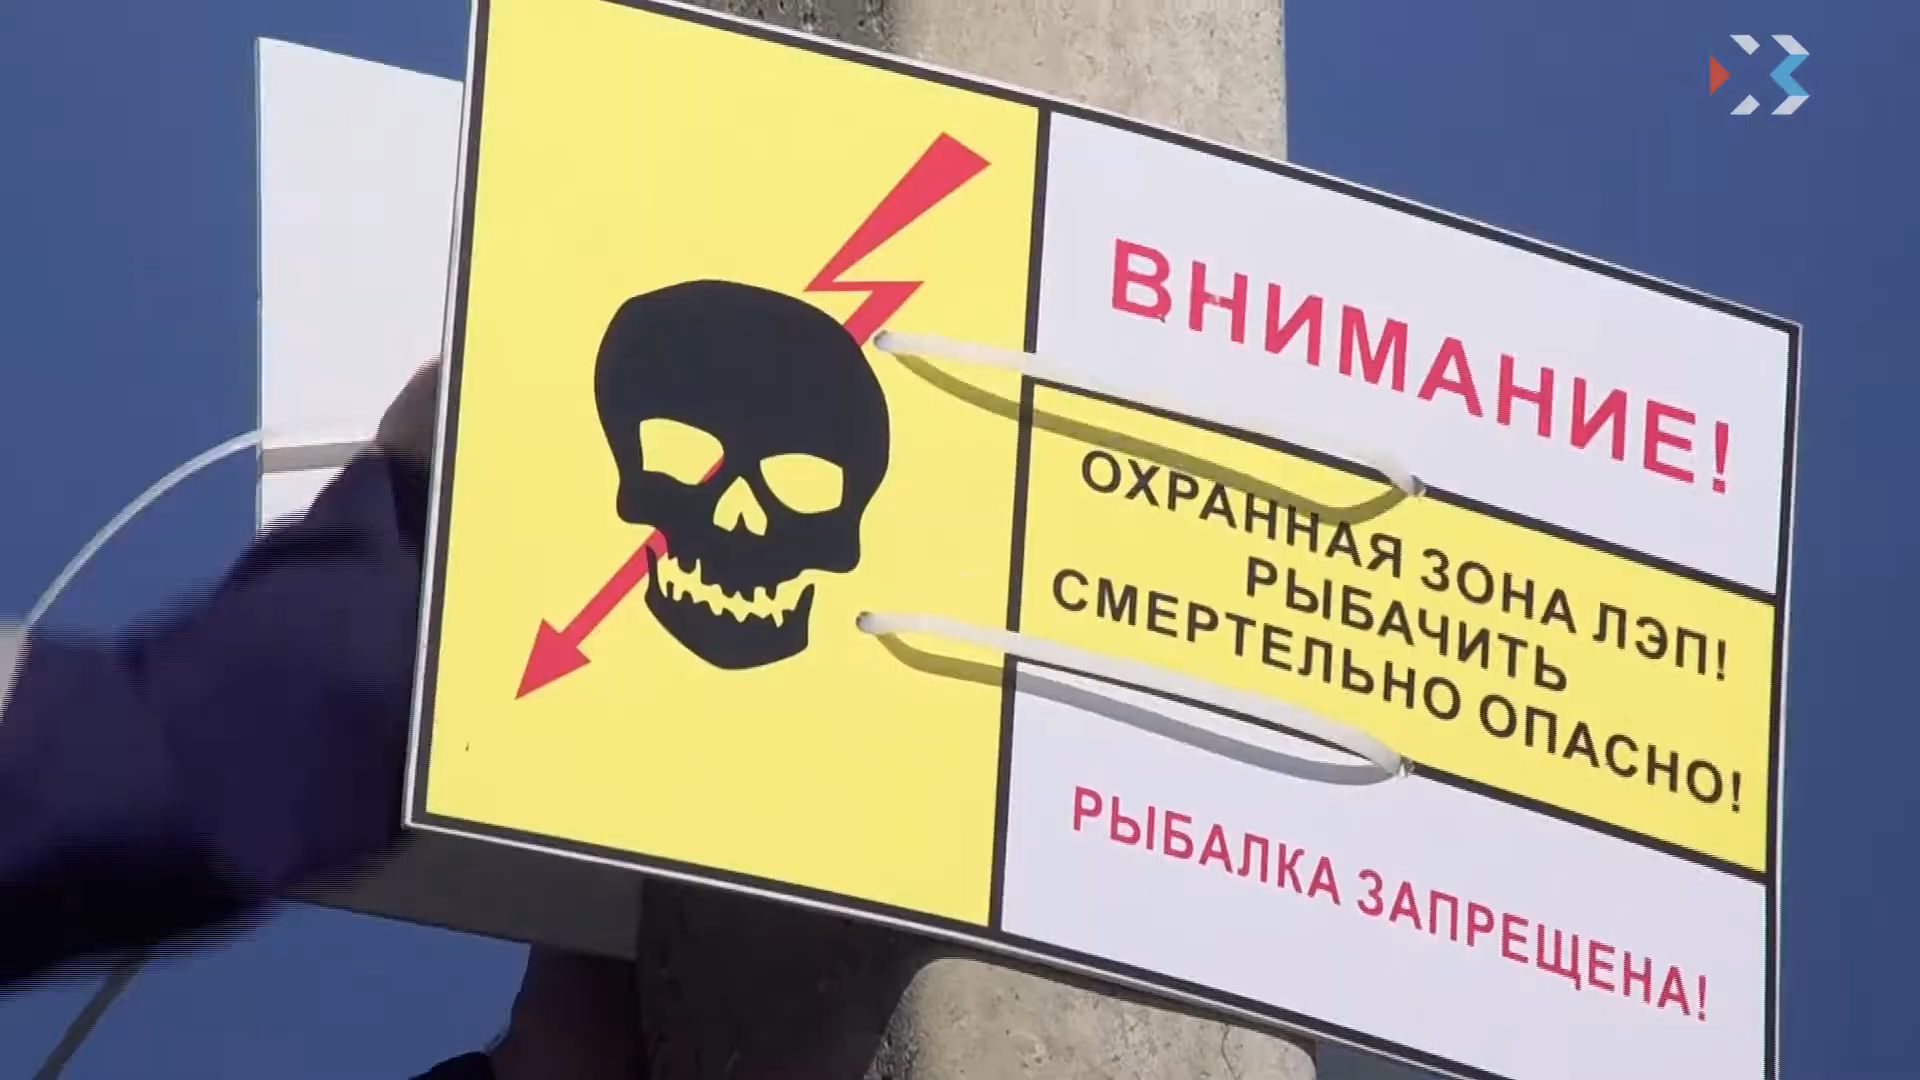 ВНИМАНИЕ!
ОХРАННАЯ ЗОНА ЛЭП!
РЫБАЧИТЬ
СМЕРТЕЛЬНО ОПАСНО!
РЫБАЛКА ЗАПРЕЩЕНА!